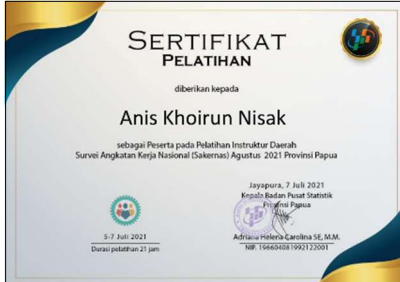 SERTIFIKAT
PELATIHAN
diberikan kepada
Anis Khoirun Nisak
sebagai Peserta pada Pelatihan Instruktur Daerah
Survei Angkatan Kerja Nasional (Sakernas) Agustus 2021 Provinsi Papua
Jayapura, 7 Juli 2021
Kepala Badan Pusat Statistik
Provinsi Papua
5-7 Juli 2021
Durasi pelatihan 21 jam
Adriana Helena Carolina SE, M.M.
NIP. 196604081992122001